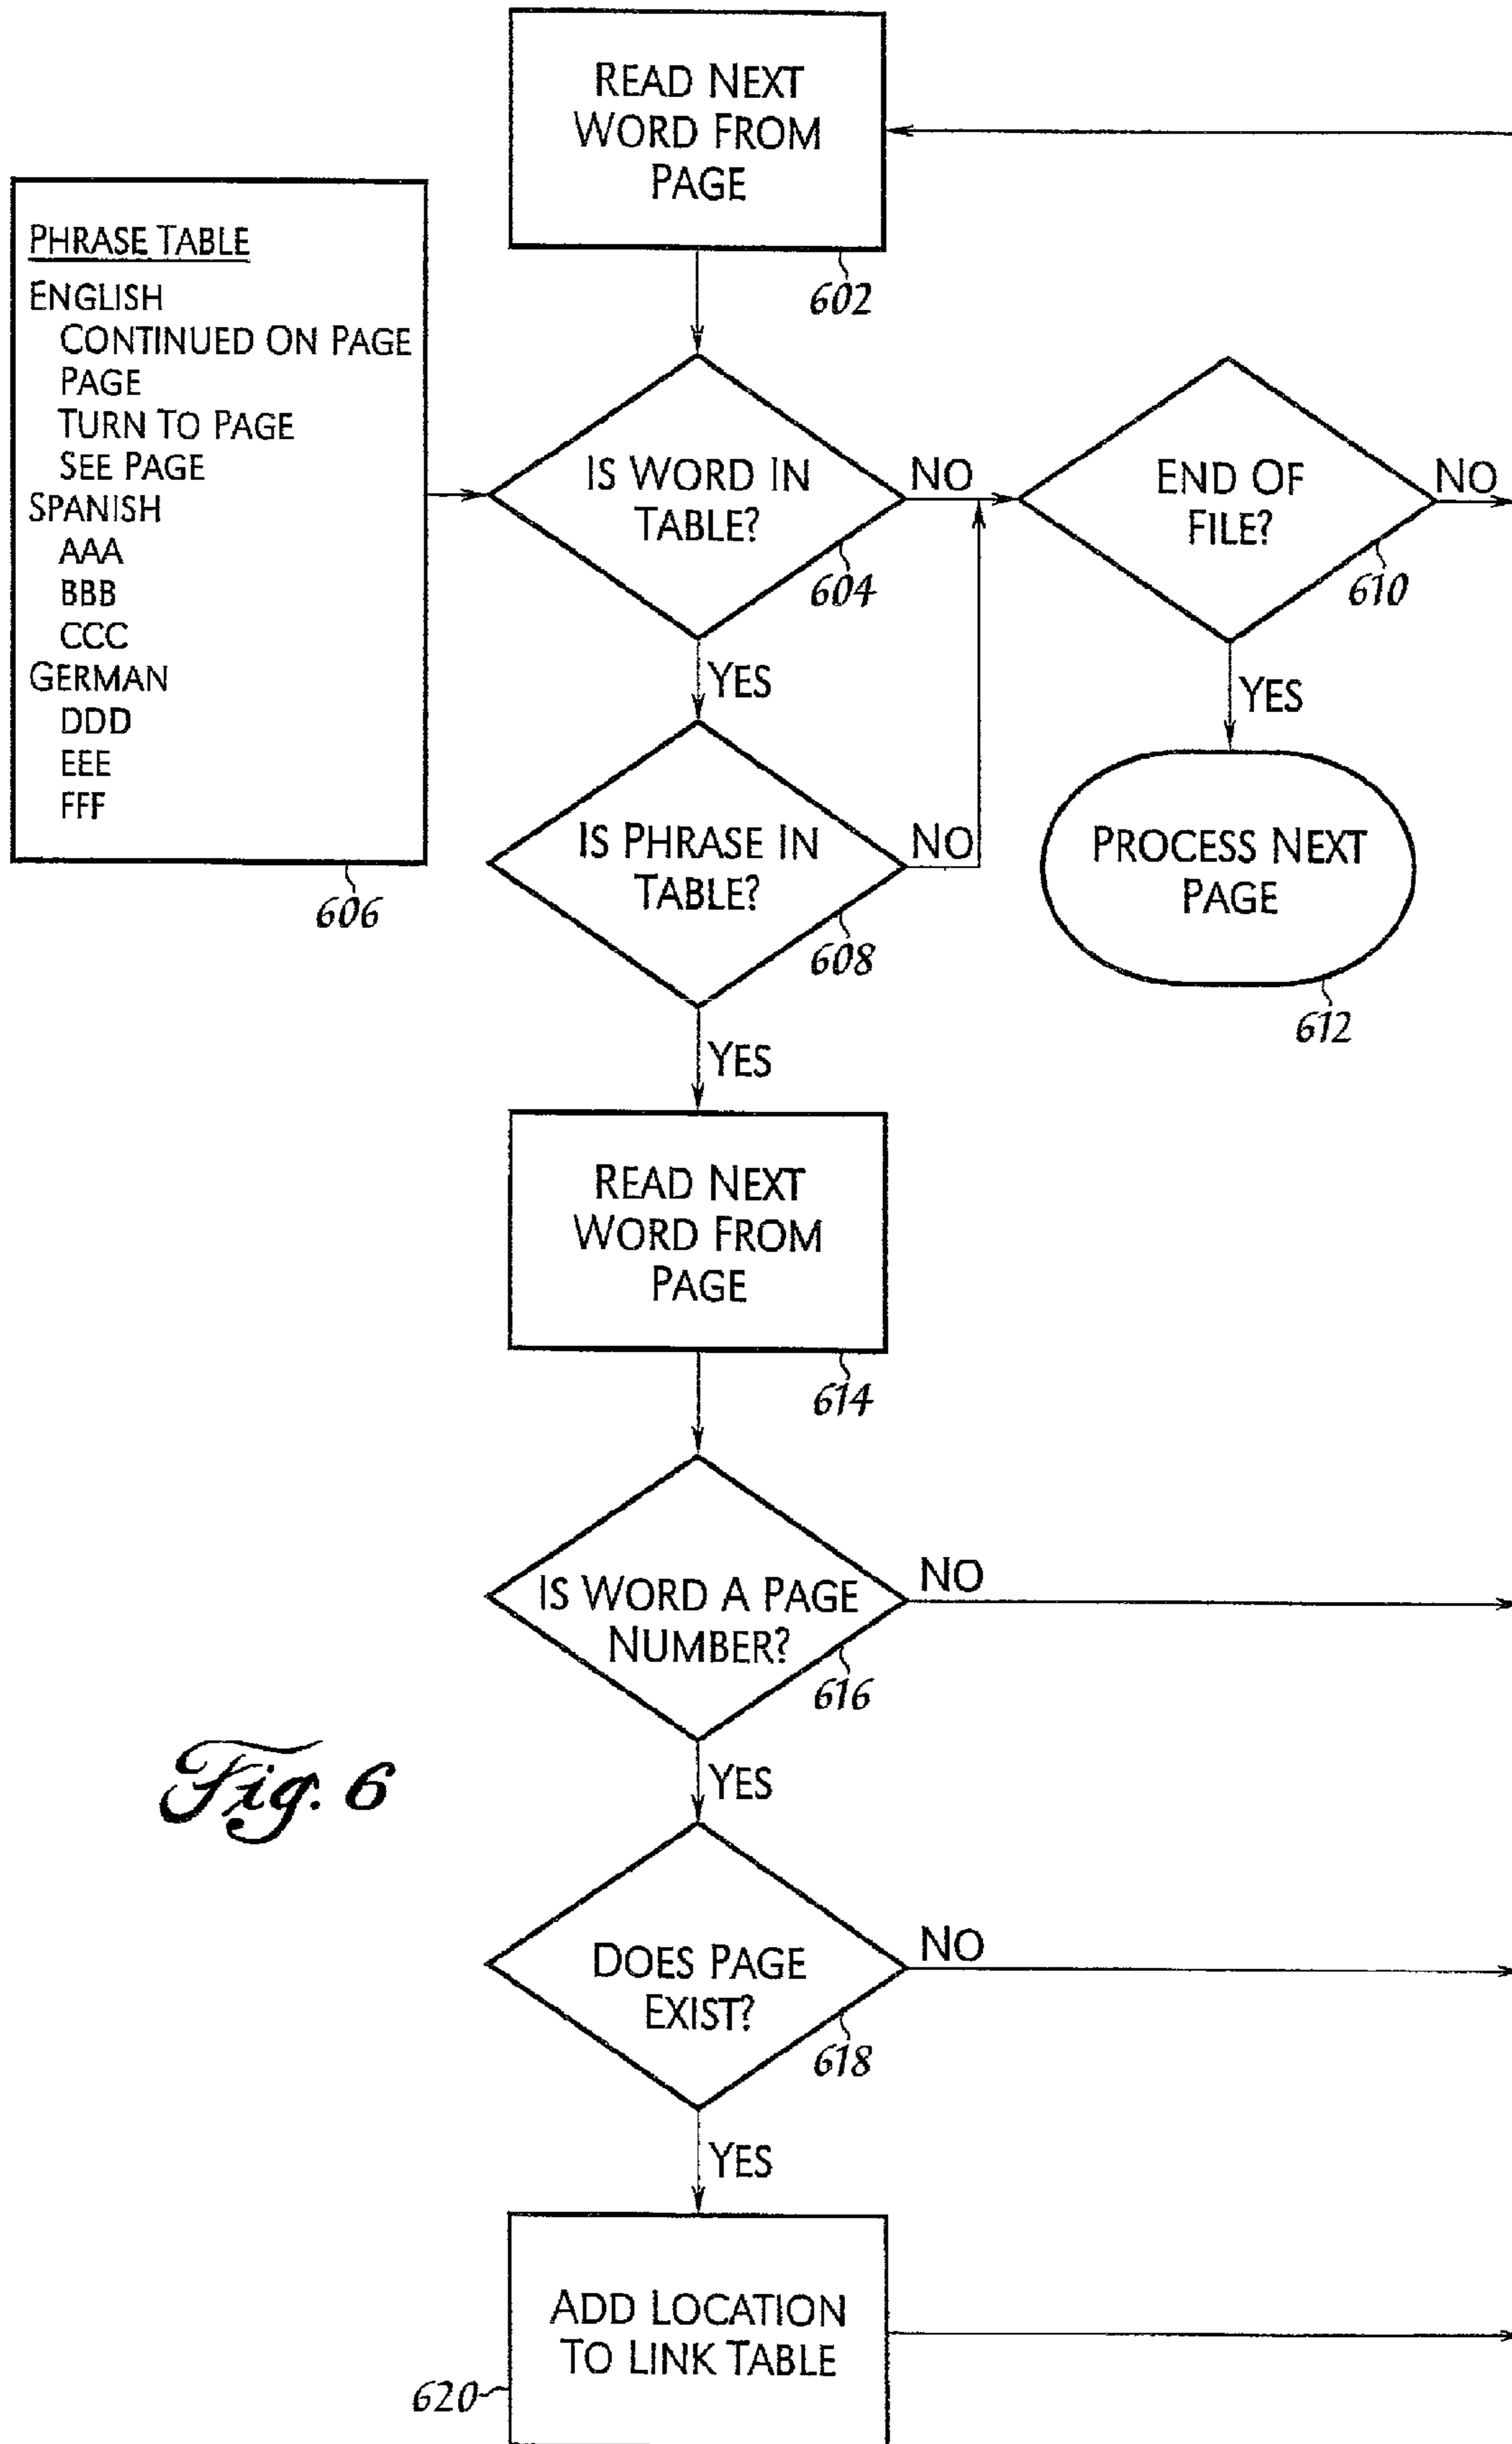 READ NEXT
WORD FROM
PAGE
602
PHRASE TABLE
ENGLISH
CONTINUED ON PAGE
PAGE
TURN TO PAGE
SEE PAGE
SPANISH
AAA
BBB
CCC
GERMAN
DDD
EEE
FFF
606
IS WORD IN
TABLE?
604
NO
YES
END OF
FILE?
610
NO
YES
IS PHRASE IN
TABLE?
608
NO
YES
PROCESS NEXT
PAGE
612
READ NEXT
WORD FROM
PAGE
614
IS WORD A PAGE
NUMBER?
616
NO
YES
Fig. 6
DOES PAGE
EXIST?
618
NO
YES
ADD LOCATION
TO LINK TABLE
620